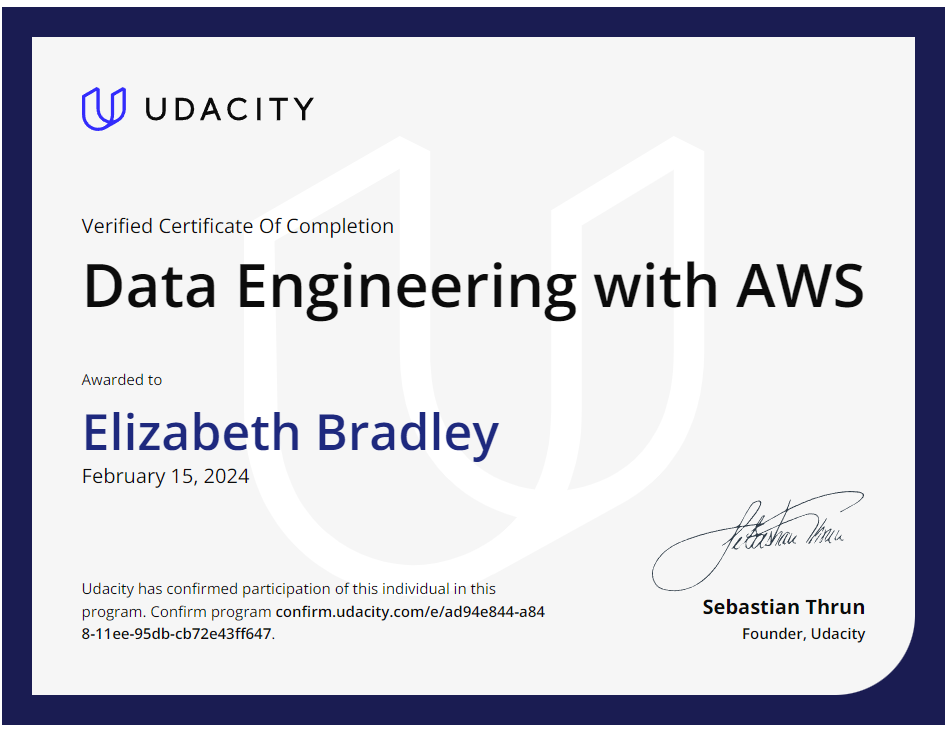 UDACITY
Verified Certificate Of Completion
Data Engineering with AWS
Awarded to
Elizabeth Bradley
February 15, 2024
Sebastian Thrun
Udacity has confirmed participation of this individual in this
program. Confirm program confirm.udacity.com/e/ad94e844-a84
8-11ee-95db-cb72e43ff647.
Sebastian Thrun
Founder, Udacity